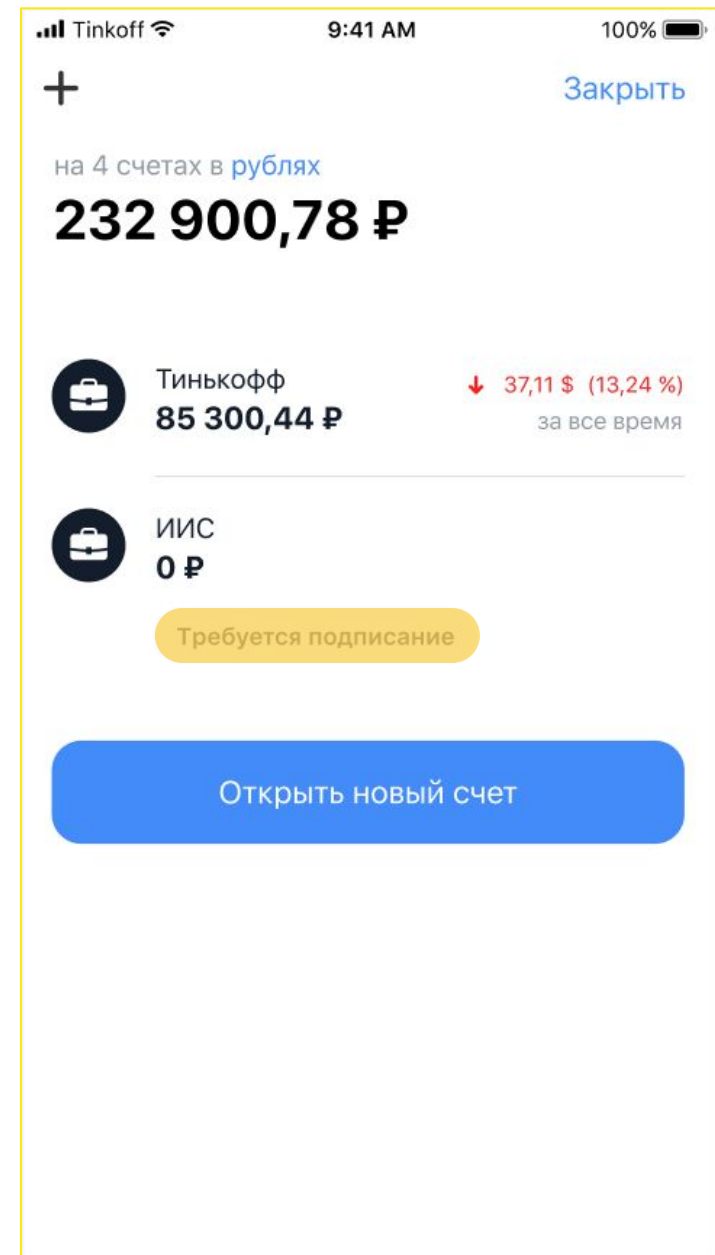 Tinkoff 9:41 AM 100%
+ Закрыть
на 4 счетах в рублях
232 900,78 ₽
Тинькофф ↓ 37,11 $ (13,24 %)
85 300,44 ₽ за все время
ИИС
0 ₽
Требуется подписание
Открыть новый счет